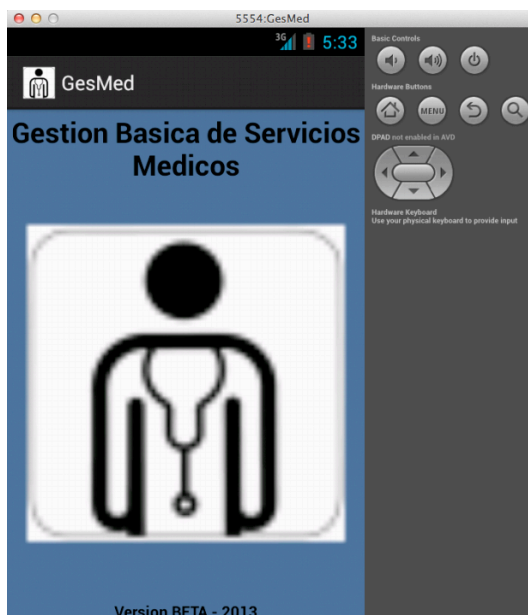 5554:GesMed
3G 5:33
GesMed
Gestion Basica de Servicios
Medicos
Version BETA - 2013
Basic Controls
Hardware Buttons
MENU
DPAD not enabled in AVD
Hardware Keyboard
Use your physical keyboard to provide input